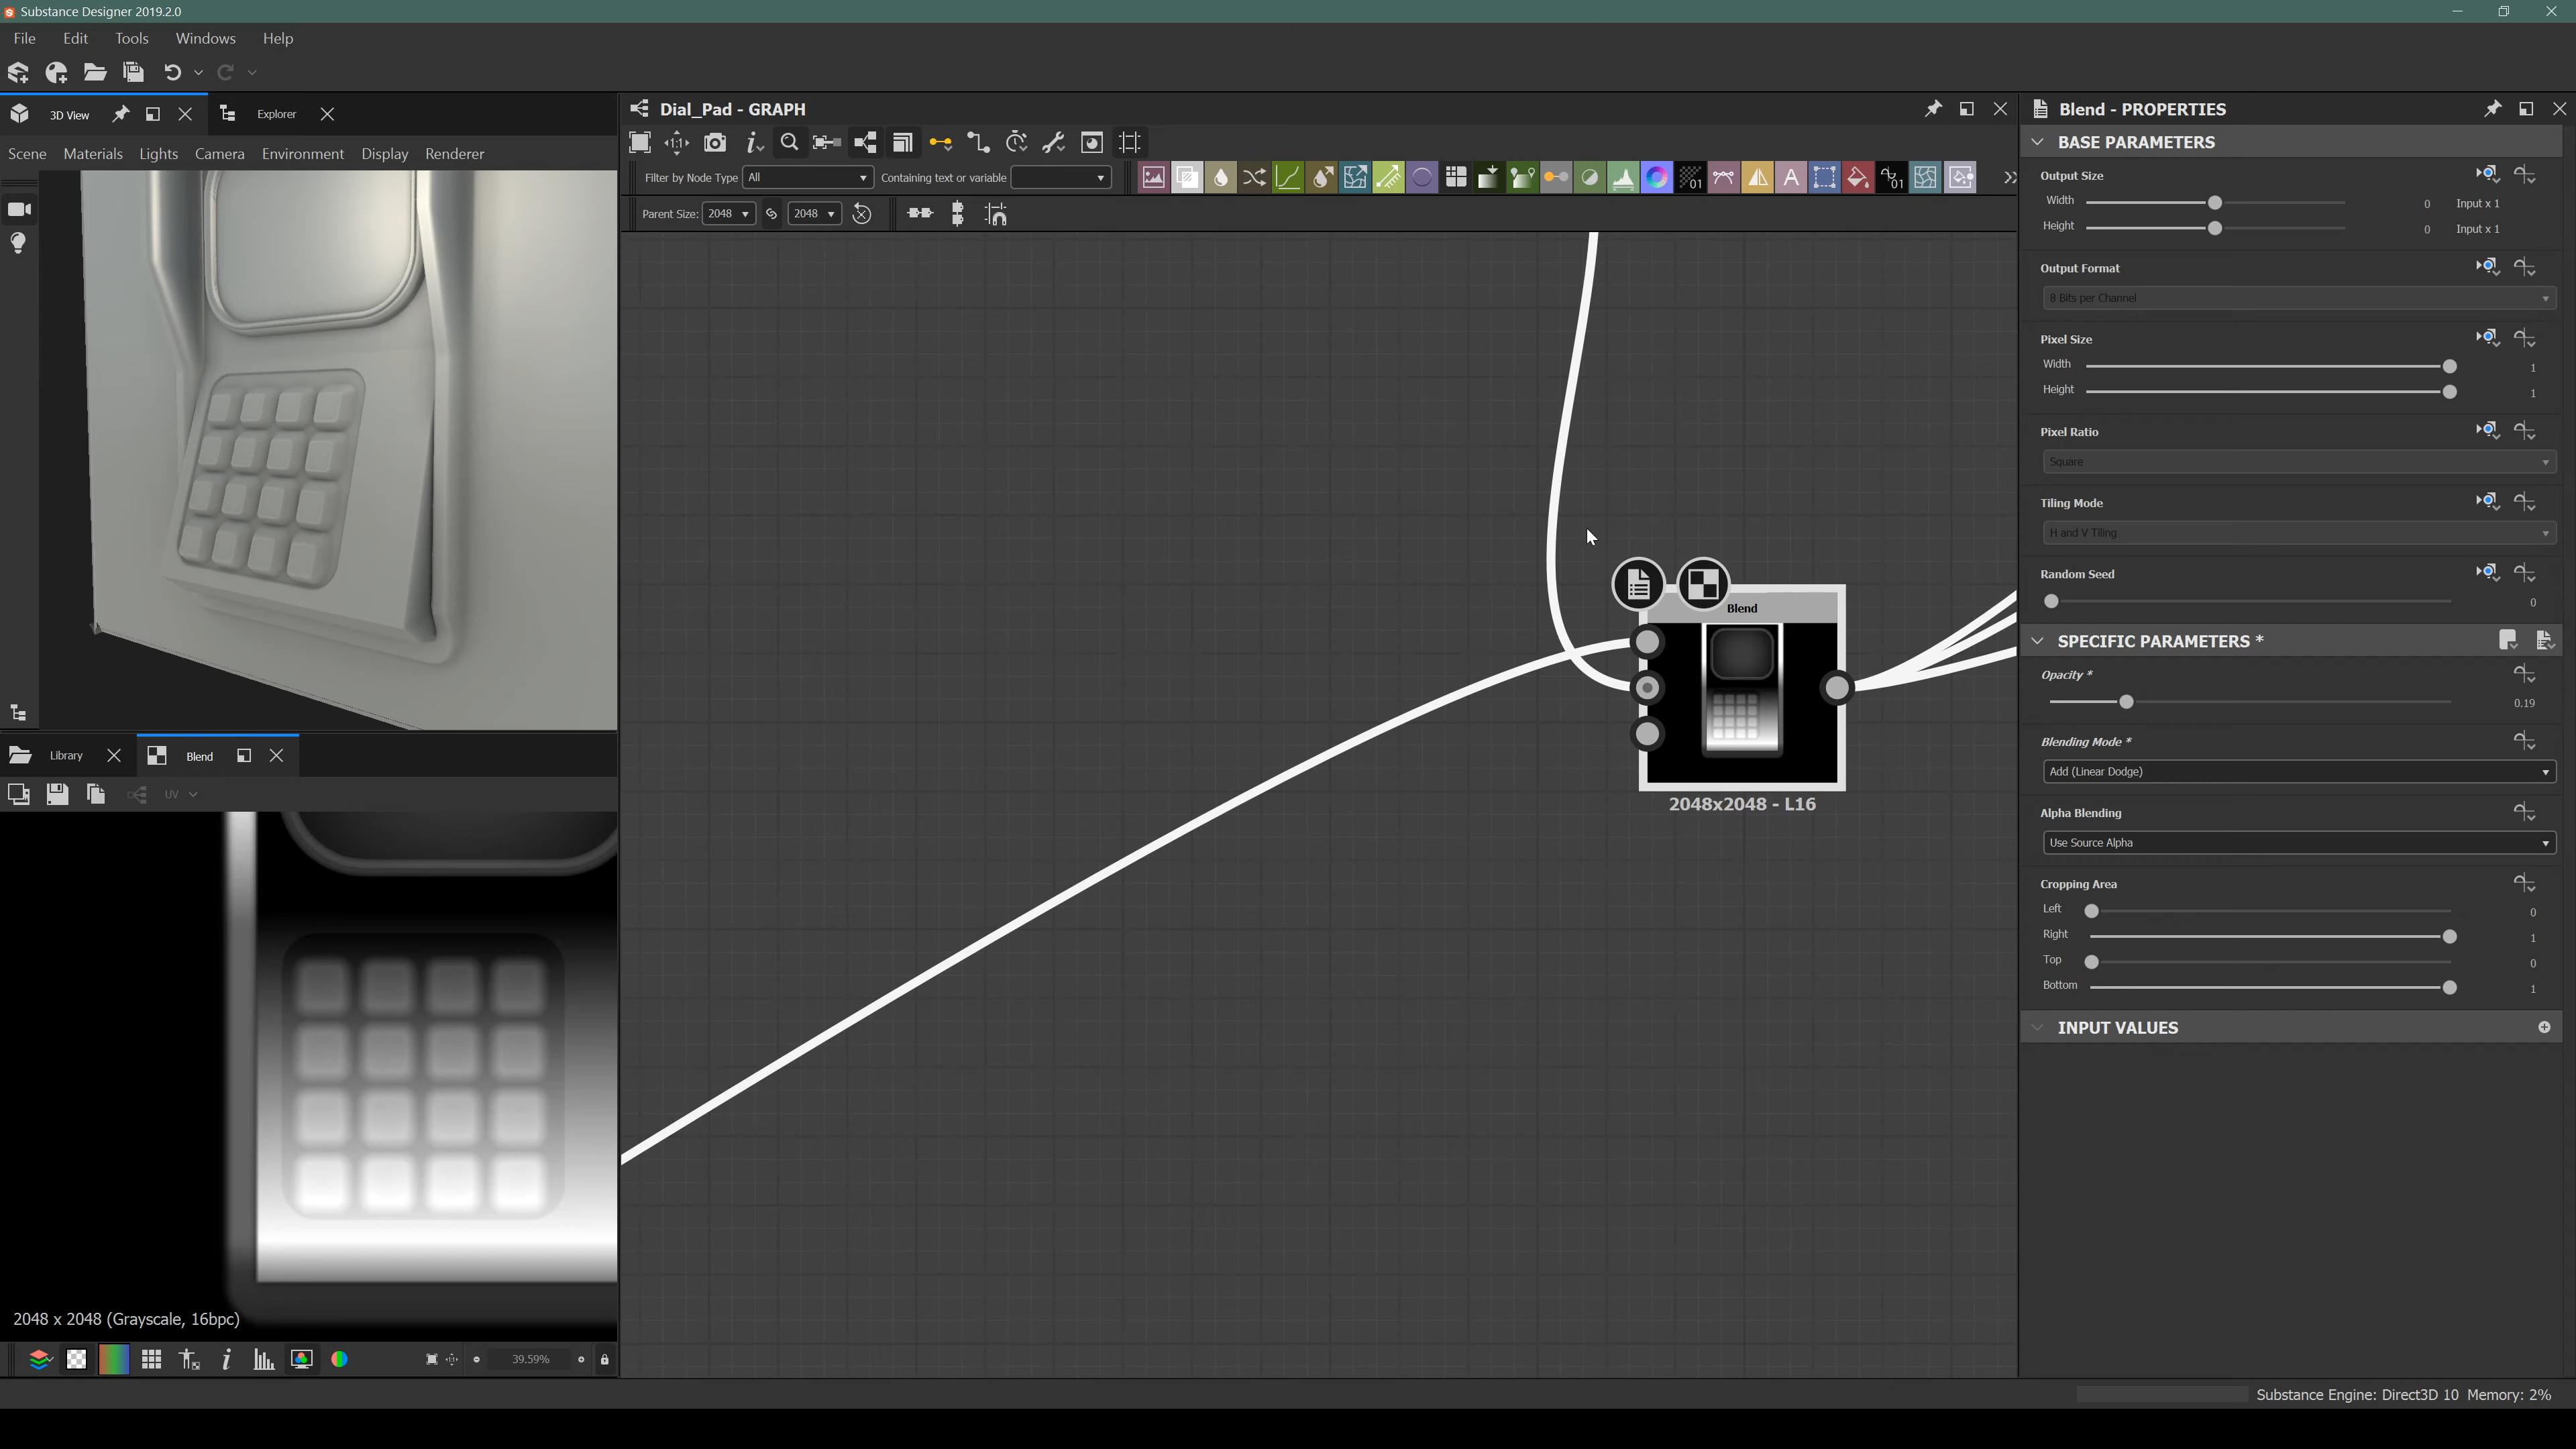 Substance Designer 2019.2.0
File Edit Tools Windows Help
3D View Explorer
Scene Materials Lights Camera Environment Display Renderer
Dial_Pad - GRAPH
Filter by Node Type All Containing text or variable
01 A 01
Parent Size: 2048 2048
Blend
2048x2048 - L16
Library Blend
UV
2048 x 2048 (Grayscale, 16bpc)
39.59%
Blend - PROPERTIES
BASE PARAMETERS
Output Size
Width 0 Input x 1
Height 0 Input x 1
Output Format
8 Bits per Channel
Pixel Size
Width 1
Height 1
Pixel Ratio
Square
Tiling Mode
H and V Tiling
Random Seed
0
SPECIFIC PARAMETERS *
Opacity *
0.19
Blending Mode *
Add (Linear Dodge)
Alpha Blending
Use Source Alpha
Cropping Area
Left 0
Right 1
Top 0
Bottom 1
INPUT VALUES
Substance Engine: Direct3D 10 Memory: 2%